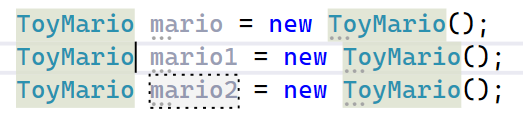 ToyMario mario = new ToyMario();
ToyMario mario1 = new ToyMario();
ToyMario mario2 = new ToyMario();